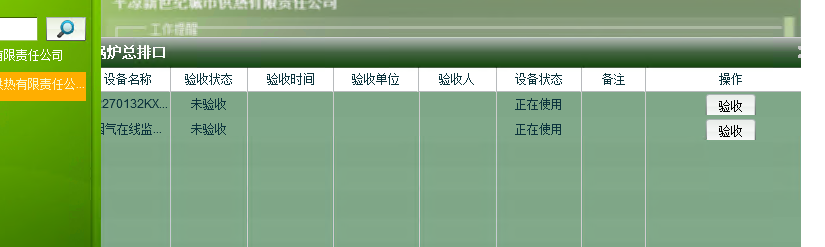 平凉新世纪城市供热有限责任公司
工作提醒
有限责任公司
锅炉总排口
设备名称 验收状态 验收时间 验收单位 验收人 设备状态 备注 操作
供热有限责任公...
270132KX... 未验收 正在使用 验收
烟气在线监... 未验收 正在使用 验收